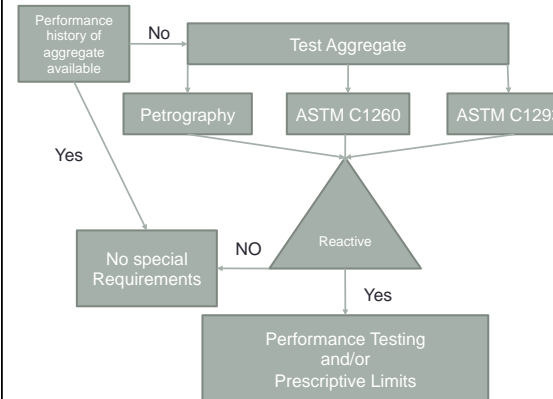 Performance
history of
aggregate
available
No
Test Aggregate
Petrography
ASTM C1260
ASTM C1293
Yes
Reactive
No special
Requirements
NO
Yes
Performance Testing
and/or
Prescriptive Limits